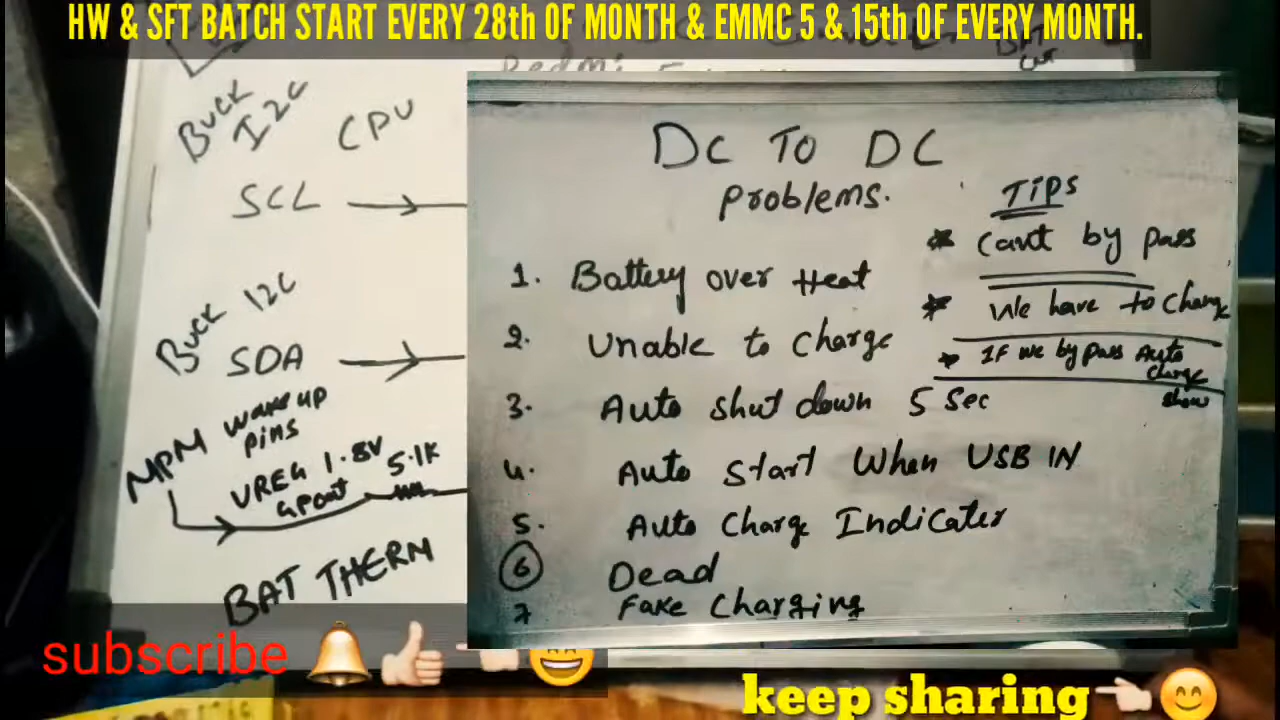 HW & SFT BATCH START EVERY 28th OF MONTH & EMMC 5 & 15th OF EVERY MONTH.
BUCK
I2C
CPU
SCL
BUCK I2C
SDA
MPM wake up
pins
VREG 1.8V
GPout
5.1K
BAT THERM
DC TO DC
Problems.
1. Battery over Heat
2. Unable to charge
3. Auto shut down 5 Sec
4. Auto Start When USB IN
5. Auto Charge Indicater
6 Dead
7 Fake Charging
TIPS
* Cant by pass
* We have to Change
* IF we by pass Auto
charge
show
subscribe
keep sharing